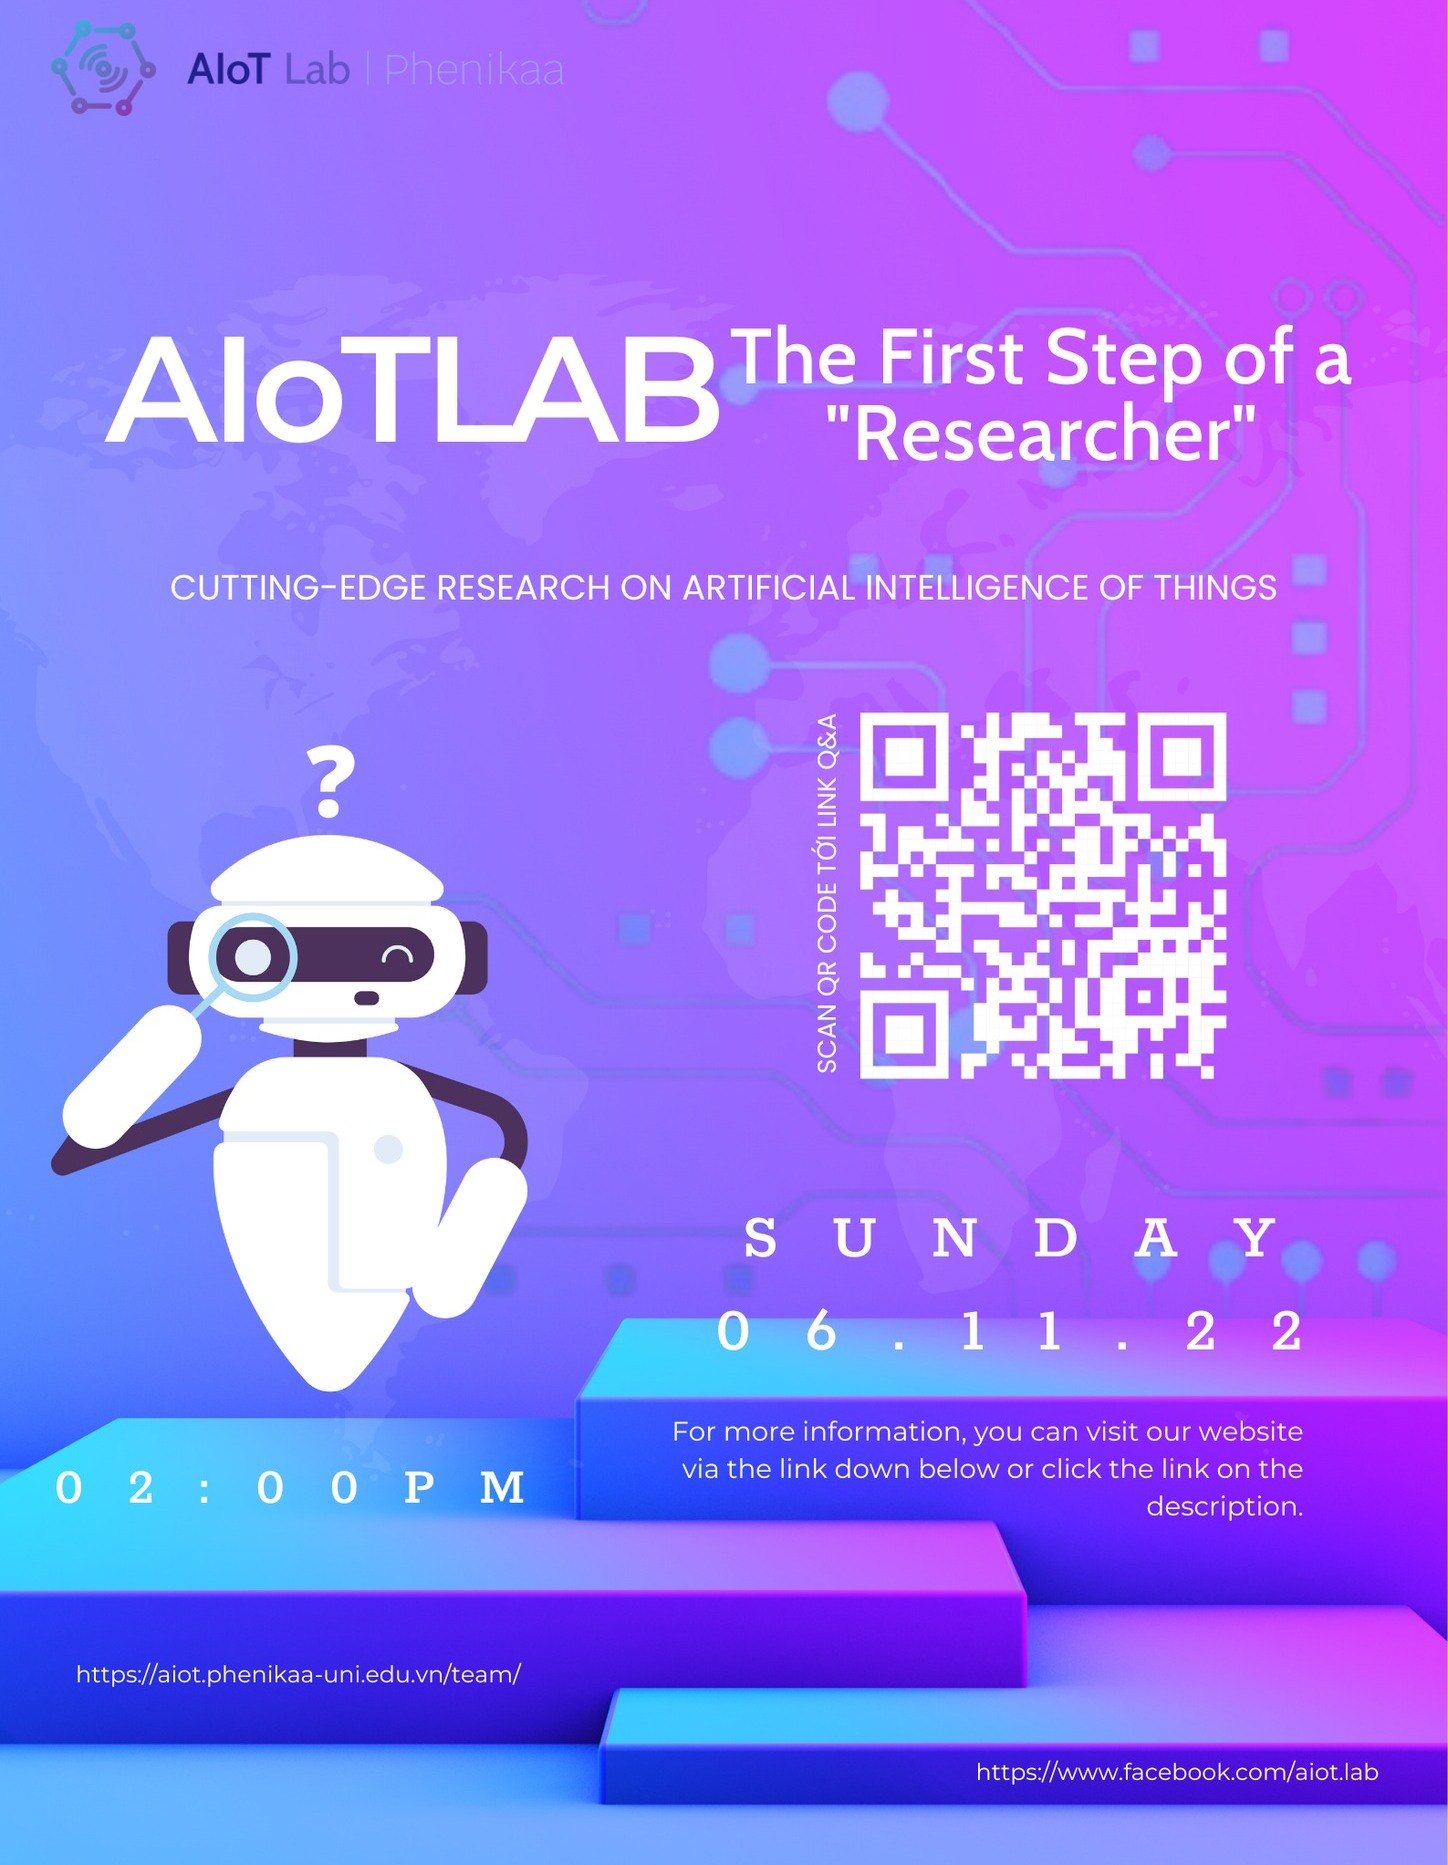 AIoT Lab | Phenikaa
AIoTLAB
The First Step of a
"Researcher"
CUTTING-EDGE RESEARCH ON ARTIFICIAL INTELLIGENCE OF THINGS
?
SCAN QR CODE TỚI LINK Q&A
SUNDAY
06.11.22
02:00PM
For more information, you can visit our website
via the link down below or click the link on the
description.
https://aiot.phenikaa-uni.edu.vn/team/
https://www.facebook.com/aiot.lab